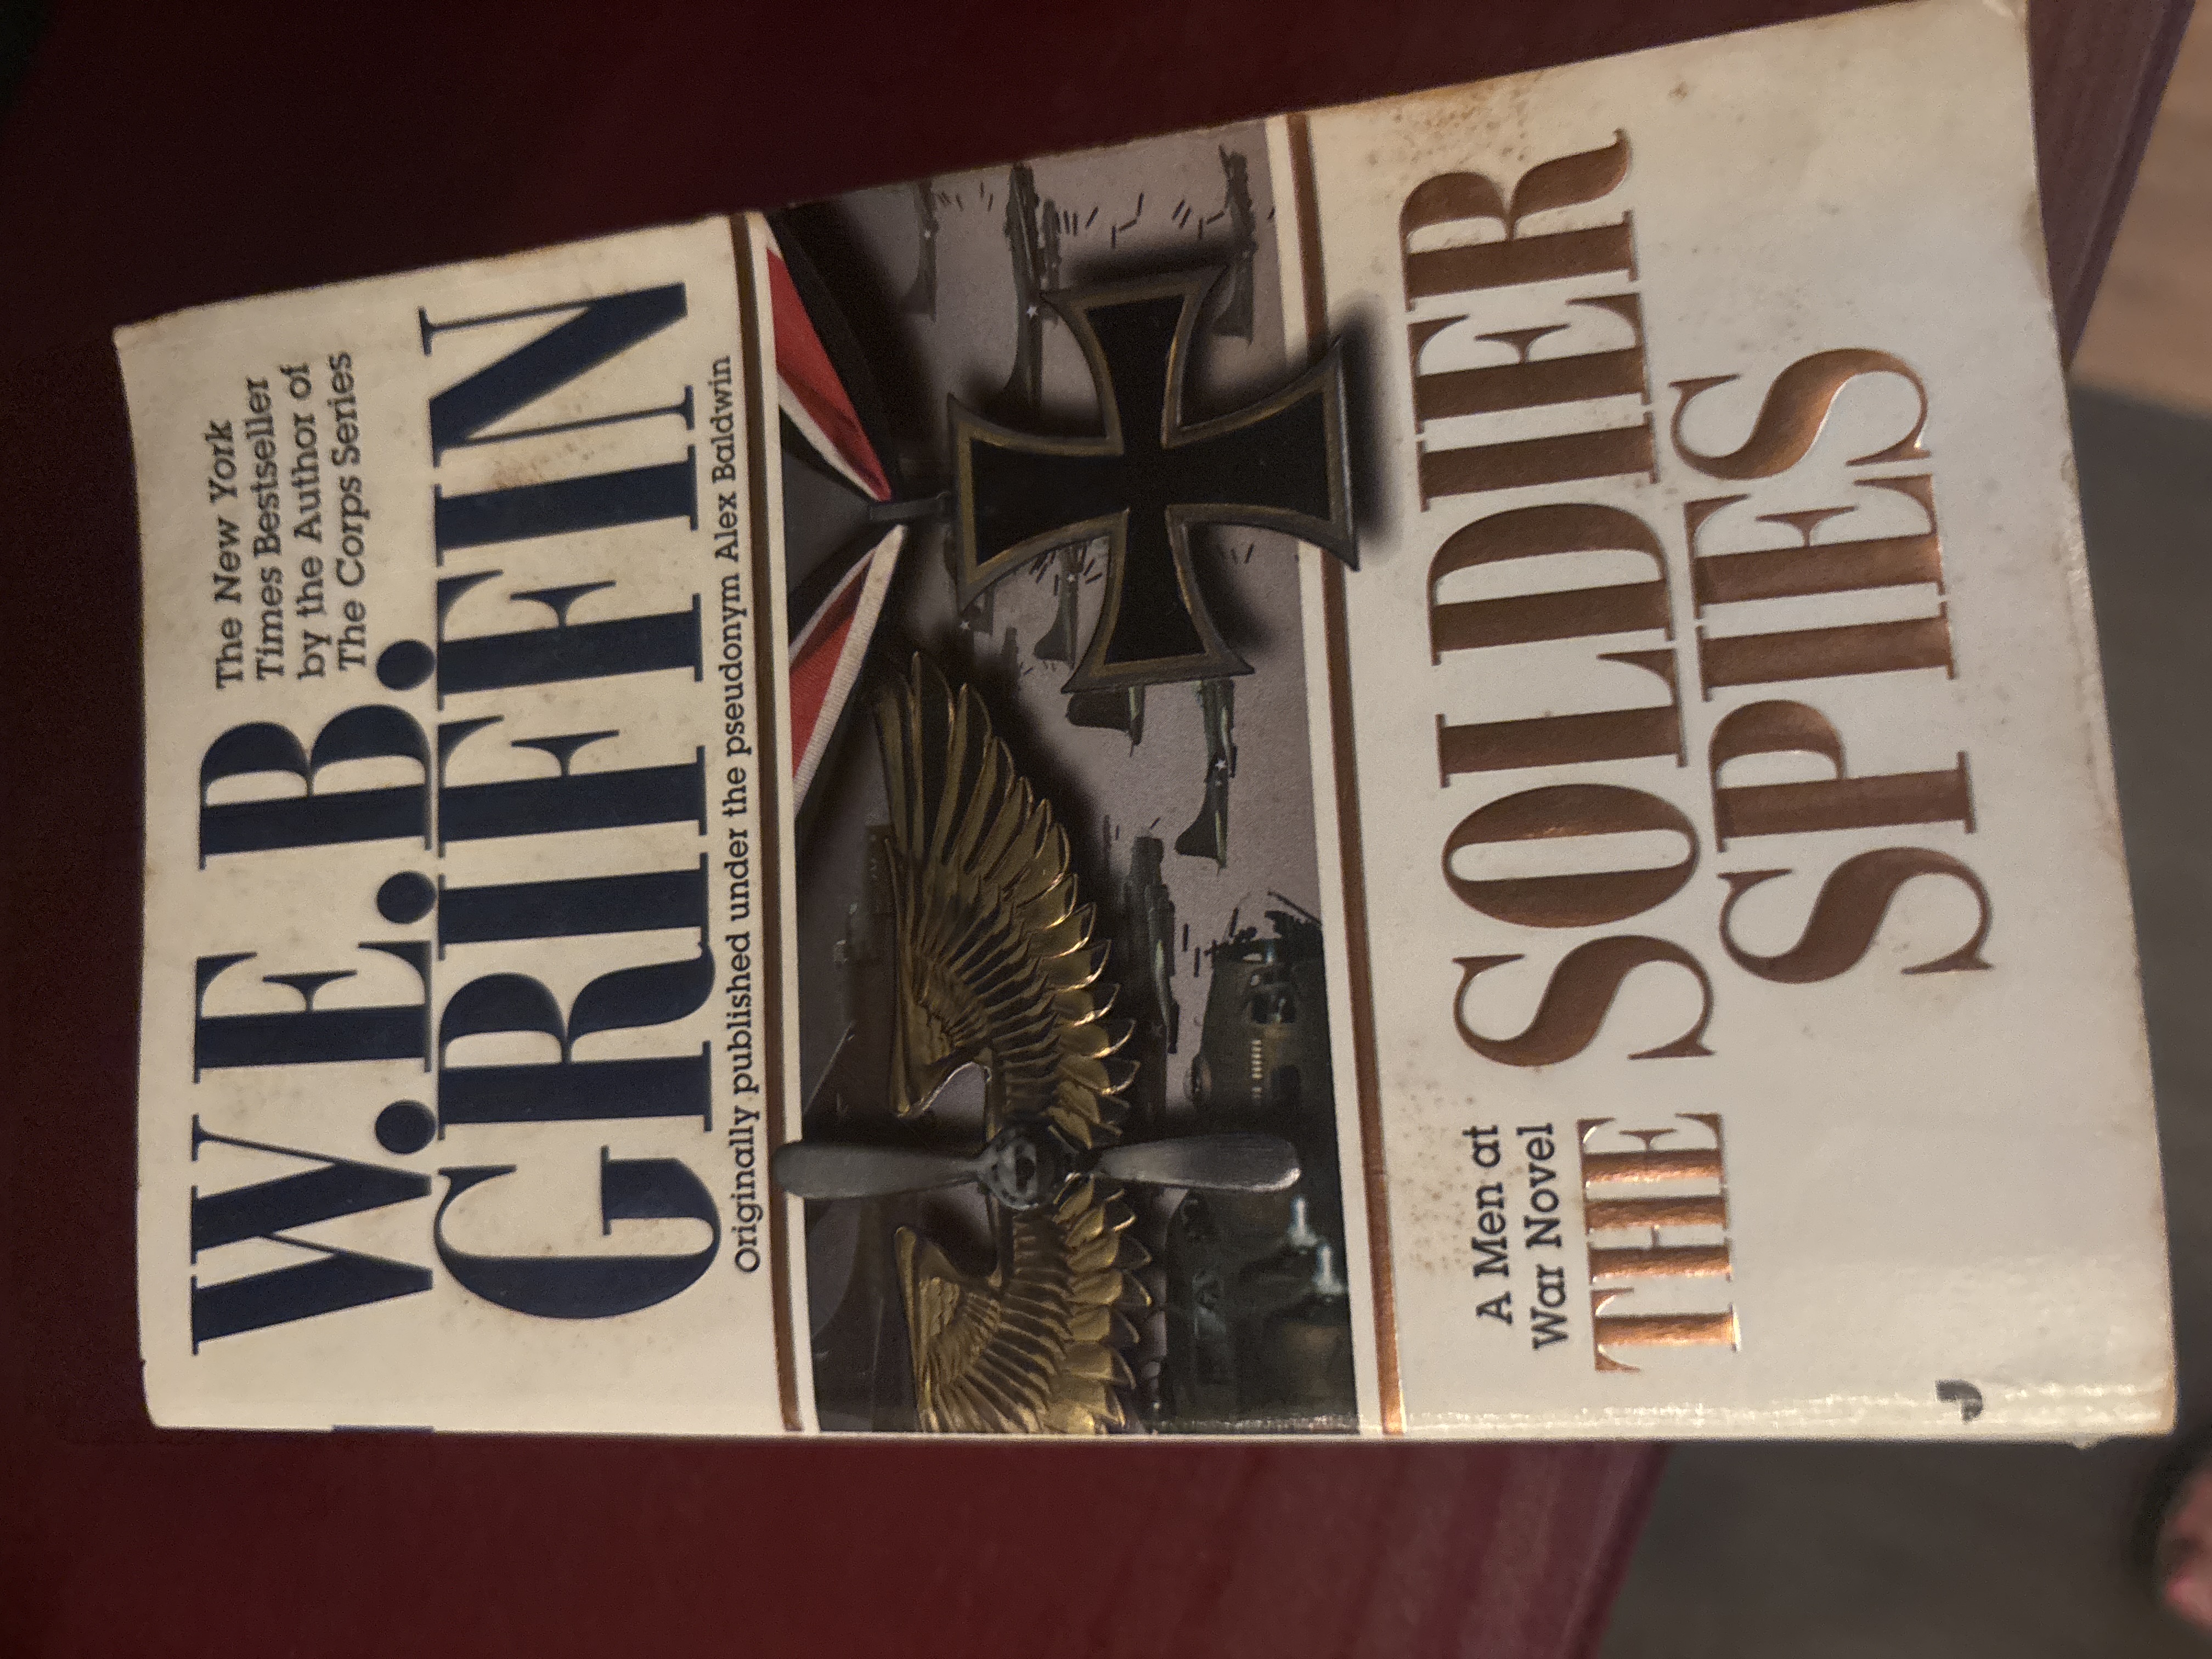 The New York
Times Bestseller
by the Author of
The Corps Series
W.E.B.
GRIFFIN
Originally published under the pseudonym Alex Baldwin
A Men at
War Novel
THE SOLDIER
SPIES
J